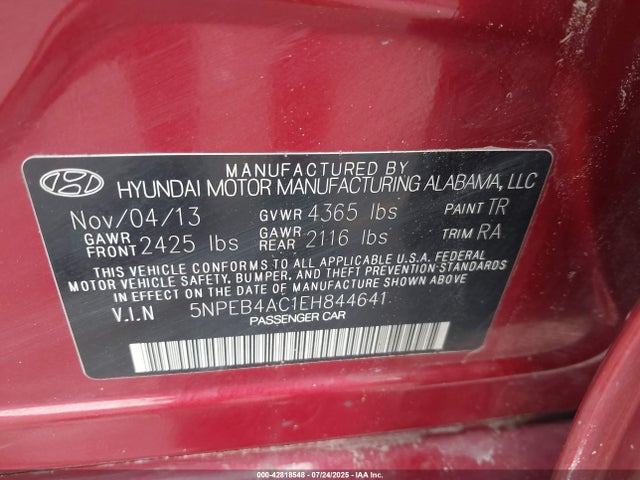 MANUFACTURED BY
HYUNDAI MOTOR MANUFACTURING ALABAMA, LLC
Nov/04/13 GVWR 4365 lbs PAINT TR
GAWR FRONT 2425 lbs GAWR REAR 2116 lbs TRIM RA
THIS VEHICLE CONFORMS TO ALL APPLICABLE U.S.A. FEDERAL
MOTOR VEHICLE SAFETY, BUMPER, AND THEFT PREVENTION STANDARDS
IN EFFECT ON THE DATE OF MANUFACTURE SHOWN ABOVE.
V.I.N 5NPEB4AC1EH844641
PASSENGER CAR
000-42818548 - 07/24/2025 - IAA Inc.